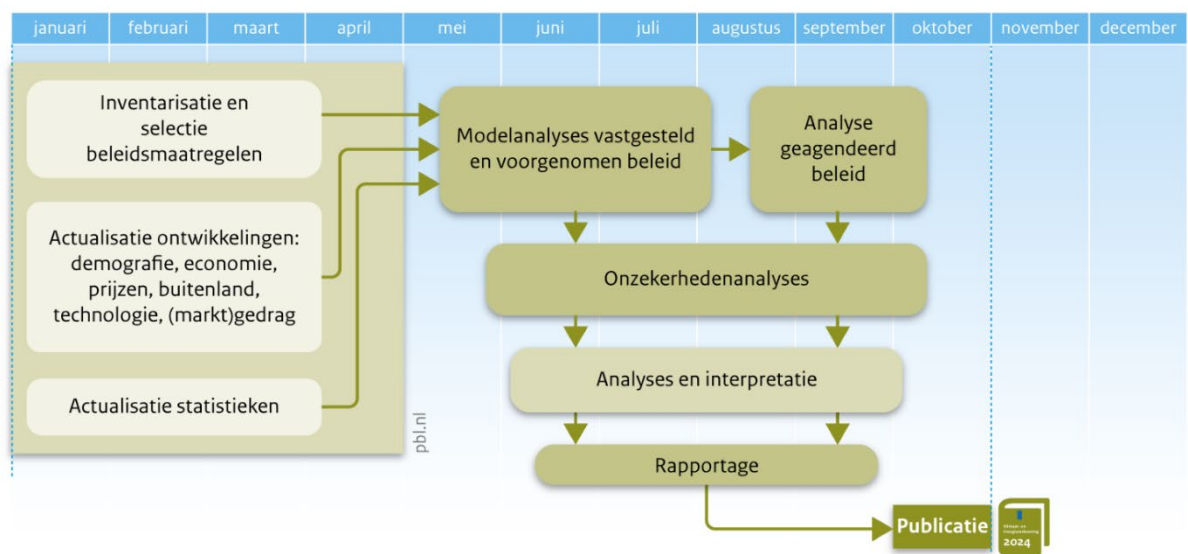 januari februari maart april mei juni juli augustus september oktober november december
Inventarisatie en
selectie
beleidsmaatregelen
Actualisatie ontwikkelingen:
demografie, economie,
prijzen, buitenland,
technologie, (markt)gedrag
Actualisatie statistieken
pbl.nl
Modelanalyses vastgesteld
en voorgenomen beleid
Analyse
geagendeerd
beleid
Onzekerhedenanalyses
Analyses en interpretatie
Rapportage
Publicatie
2024